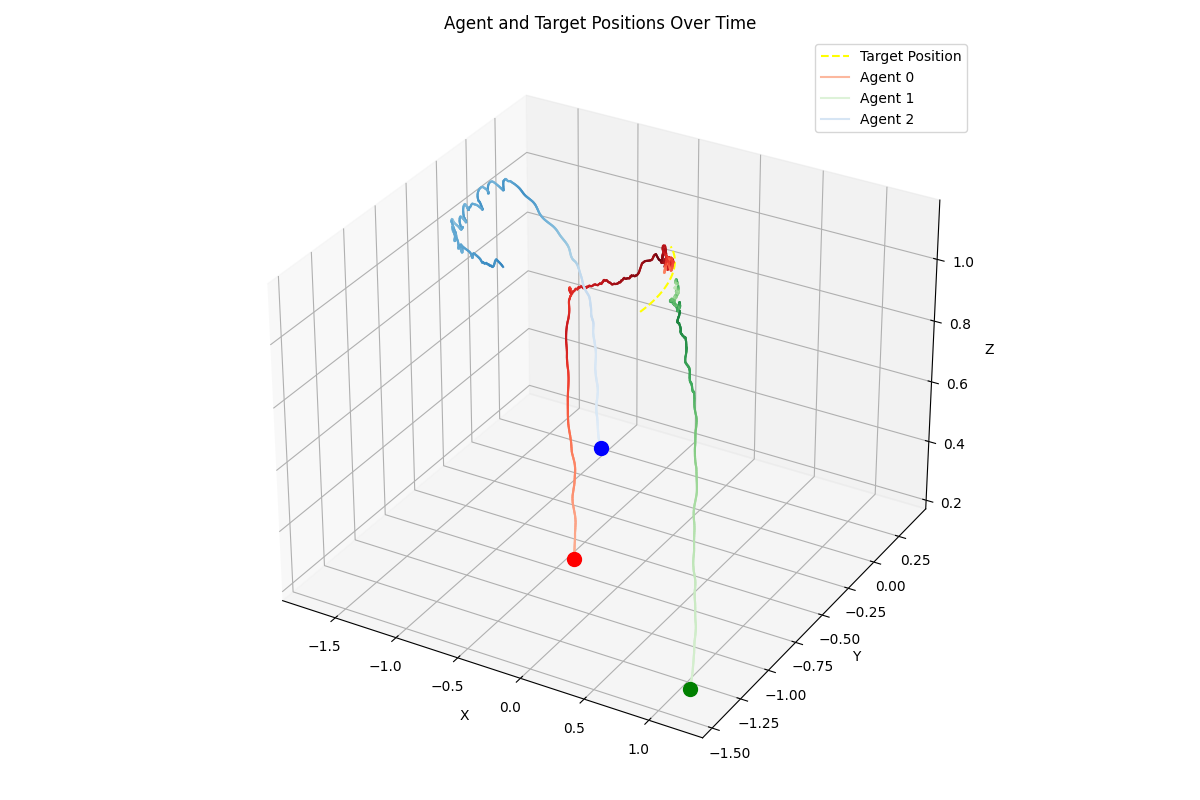 Agent and Target Positions Over Time
Target Position
Agent 0
Agent 1
Agent 2
1.0
0.8
Z
0.6
0.4
0.2
0.25
0.00
−0.25
−0.50
Y
−0.75
−1.00
−1.25
−1.50
−1.5
−1.0
−0.5
X
0.0
0.5
1.0